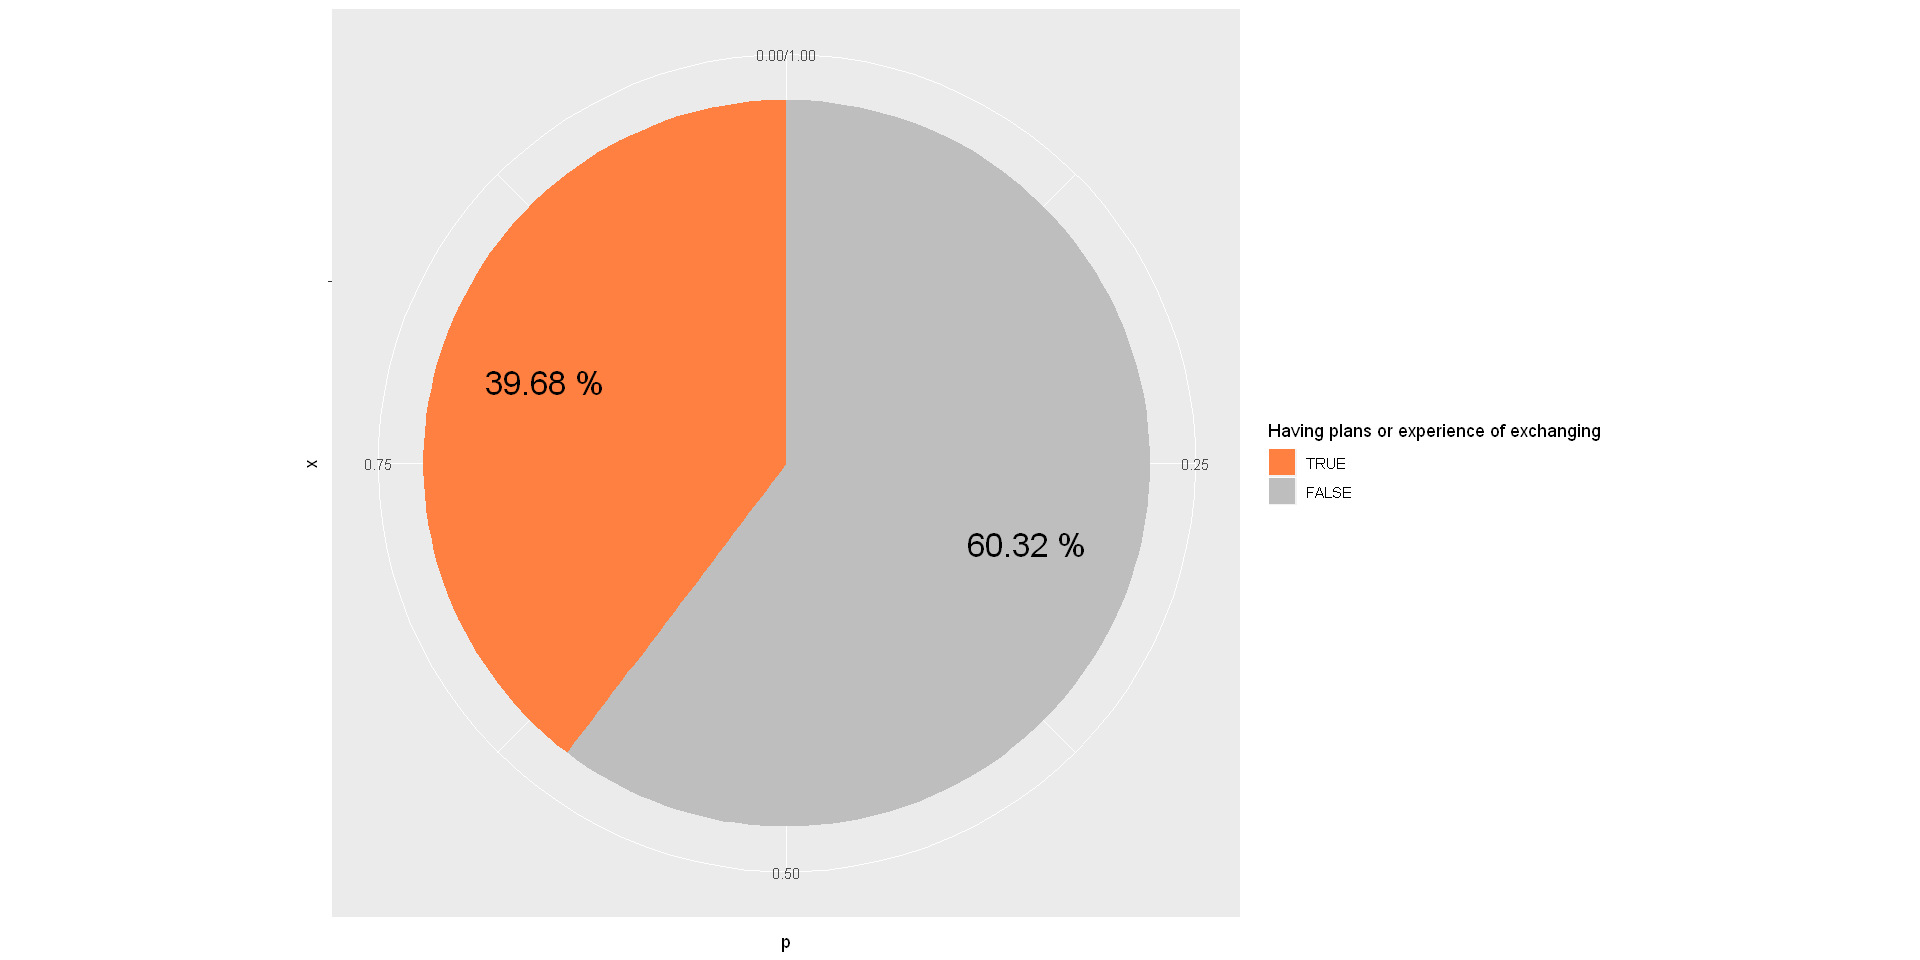 0.00/1.00
39.68 %
x
0.75
0.25
60.32 %
0.50
p
Having plans or experience of exchanging
TRUE
FALSE